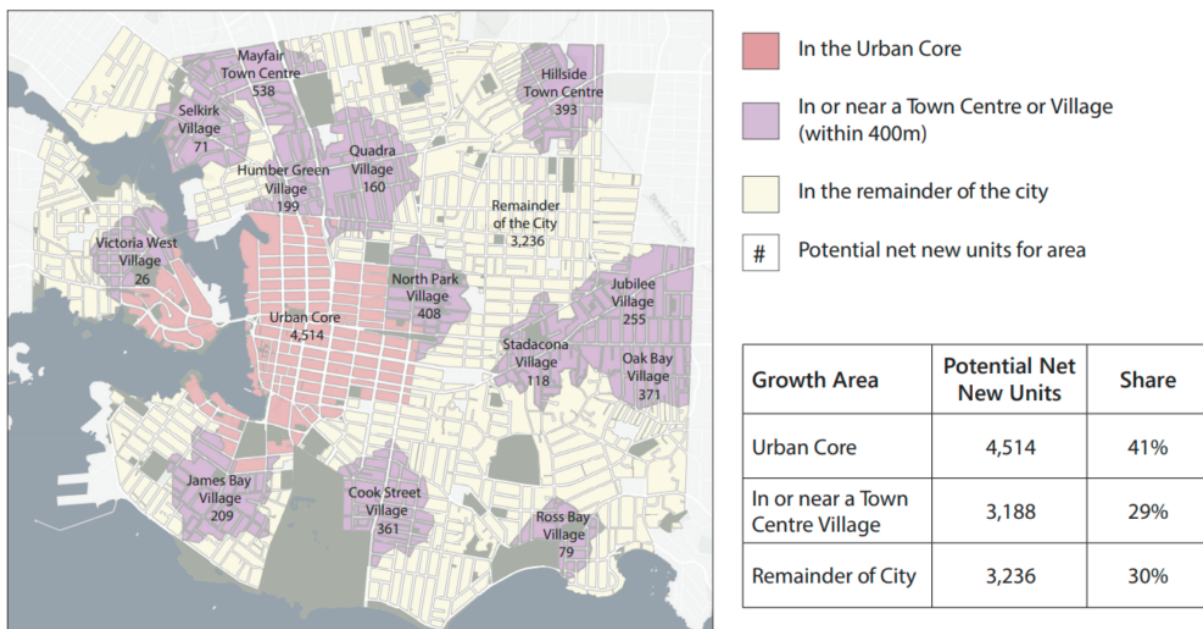 Mayfair
Town Centre
538
Hillside
Town Centre
393
Selkirk
Village
71
Quadra
Village
160
Humber Green
Village
199
Remainder
of the City
3,236
Victoria West
Village
26
North Park
Village
408
Jubilee
Village
255
Urban Core
4,514
Stadacona
Village
118
Oak Bay
Village
371
James Bay
Village
209
Cook Street
Village
361
Ross Bay
Village
79
In the Urban Core
In or near a Town Centre or Village
(within 400m)
In the remainder of the city
# Potential net new units for area
Growth Area Potential Net New Units Share
Urban Core 4,514 41%
In or near a Town Centre Village 3,188 29%
Remainder of City 3,236 30%